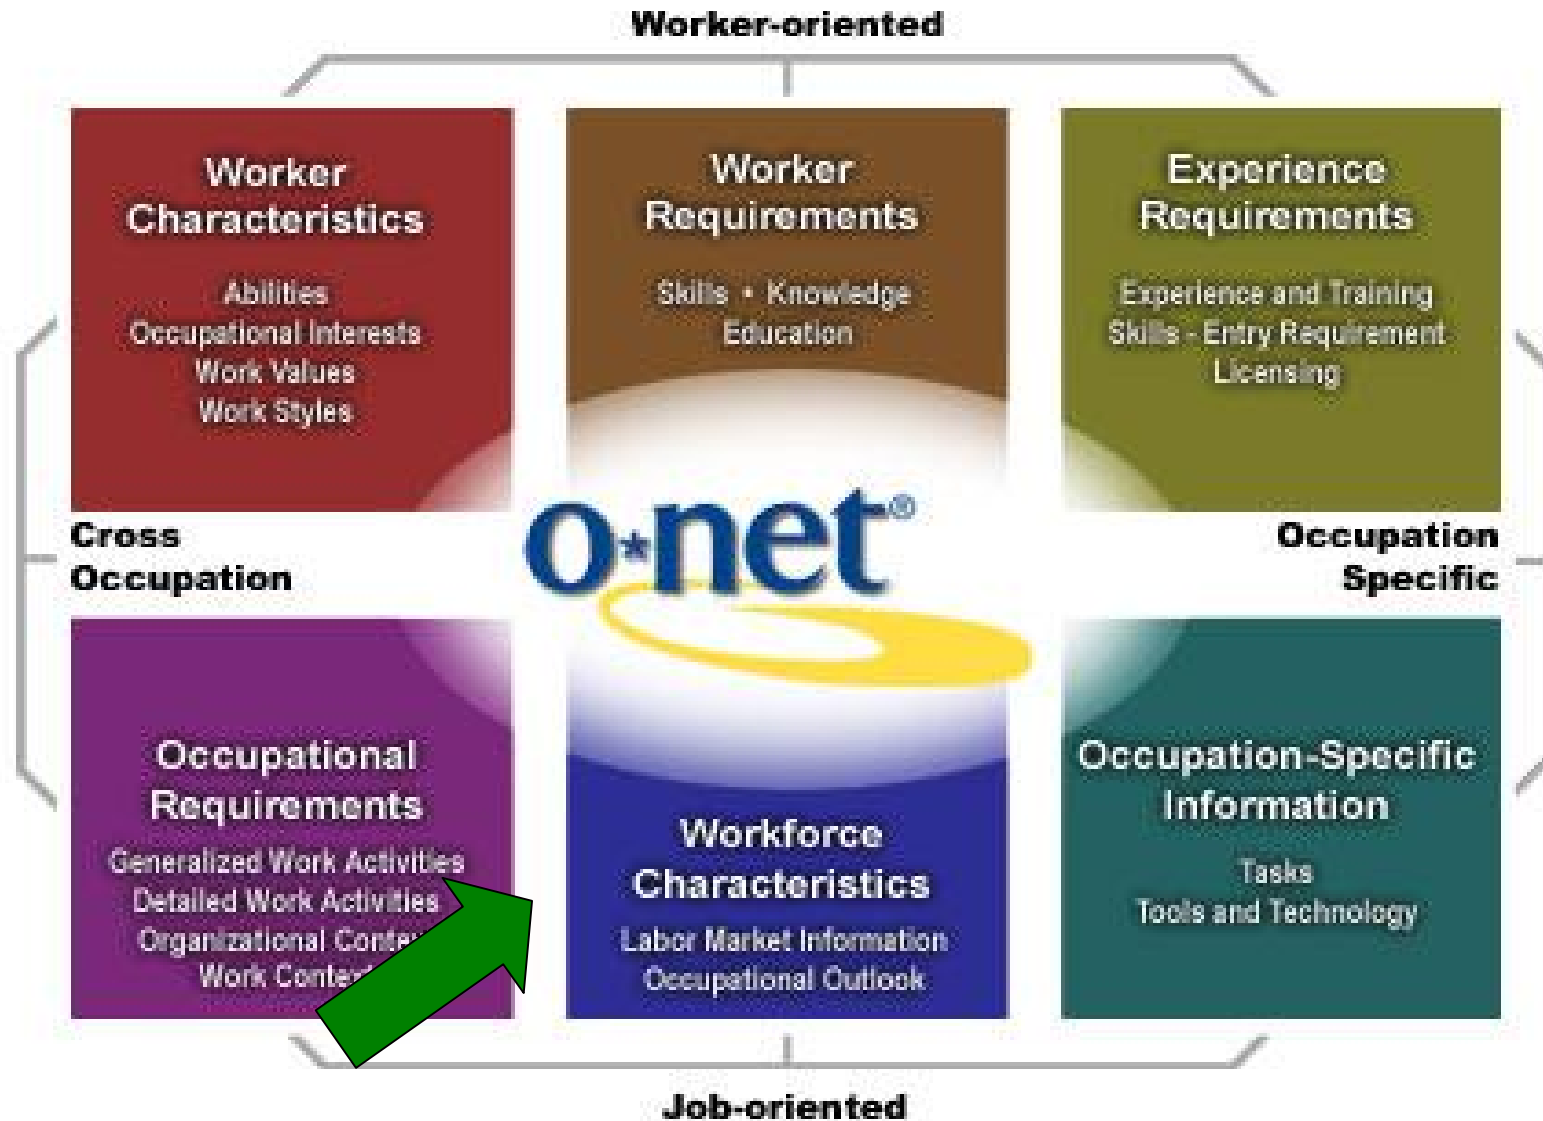 Worker-oriented
Worker
Characteristics
Abilities
Occupational Interests
Work Values
Work Styles
Worker
Requirements
Skills • Knowledge
Education
Experience
Requirements
Experience and Training
Skills - Entry Requirement
Licensing
Cross
Occupation
o*net®
Occupation
Specific
Occupational
Requirements
Generalized Work Activities
Detailed Work Activities
Organizational
Work
Workforce
Characteristics
Labor Market Information
Occupational Outlook
Occupation-Specific
Information
Tasks
Tools and Technology
Job-oriented